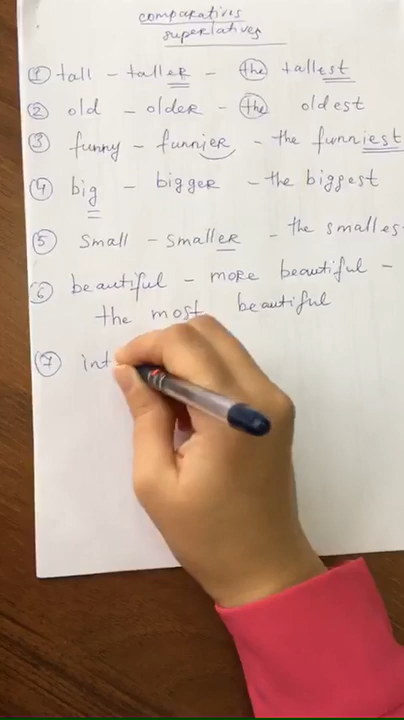 comparatives
superlatives
1 tall - taller - the tallest
2 old - older - the oldest
3 funny - funnier - the funniest
4 big - bigger - the biggest
5 small - smaller - the smalles
6 beautiful - more beautiful -
the most beautiful
7 int